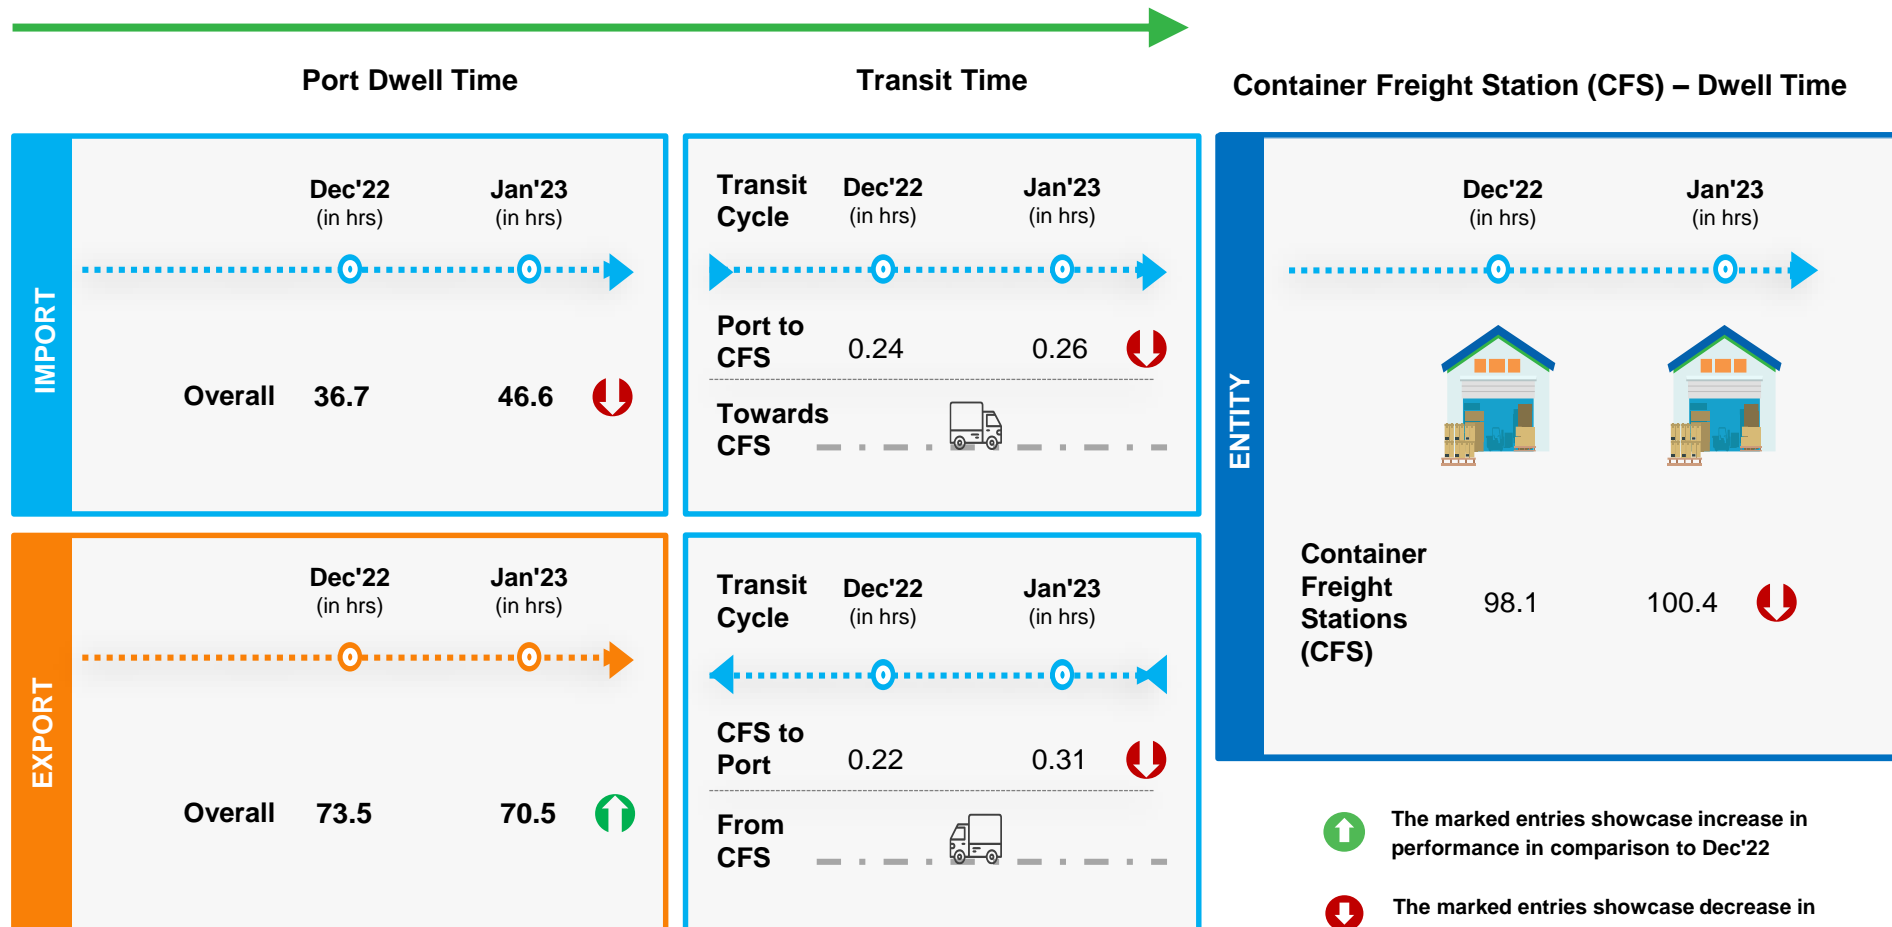 Port Dwell Time
Transit Time
Container Freight Station (CFS) – Dwell Time
IMPORT
Dec'22
(in hrs)
Jan'23
(in hrs)
Overall 36.7 46.6
Transit
Cycle
Dec'22
(in hrs)
Jan'23
(in hrs)
Port to
CFS
0.24 0.26
Towards
CFS
ENTITY
Dec'22
(in hrs)
Jan'23
(in hrs)
Container
Freight
Stations
(CFS)
98.1 100.4
EXPORT
Dec'22
(in hrs)
Jan'23
(in hrs)
Overall 73.5 70.5
Transit
Cycle
Dec'22
(in hrs)
Jan'23
(in hrs)
CFS to
Port
0.22 0.31
From
CFS
The marked entries showcase increase in
performance in comparison to Dec'22
The marked entries showcase decrease in